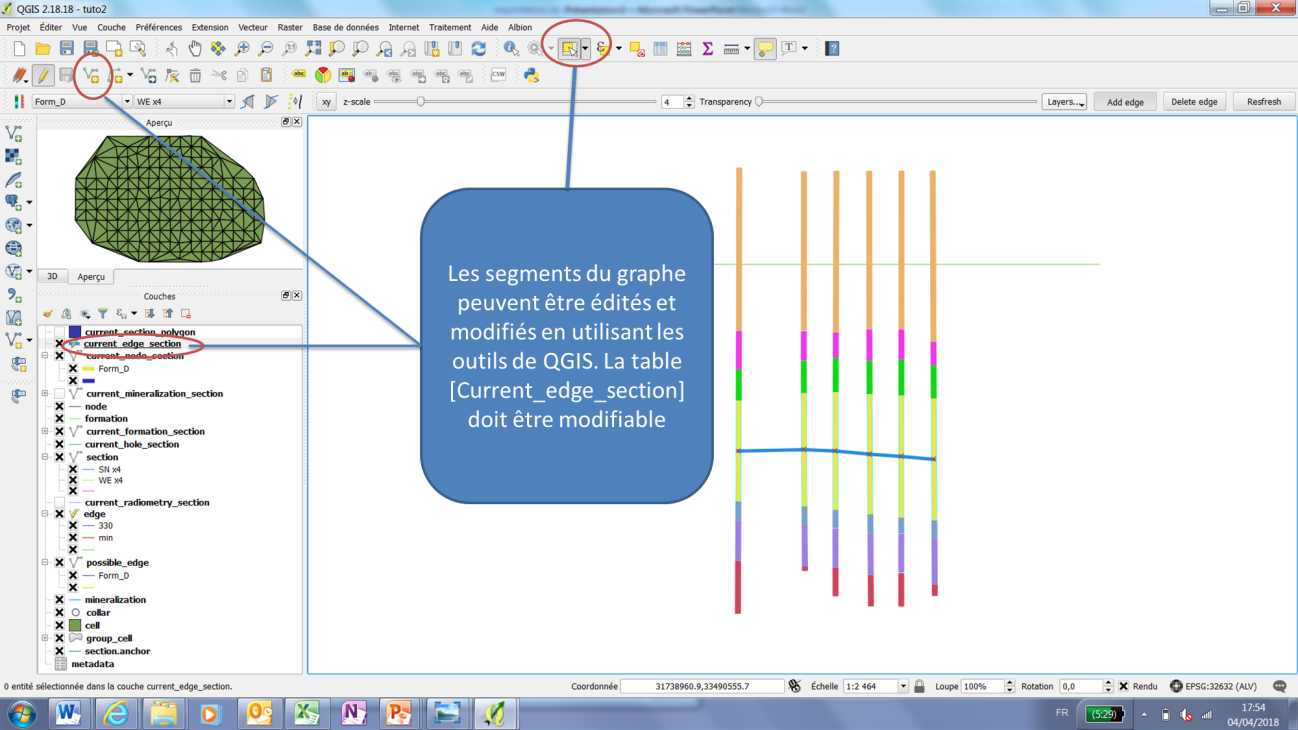 QGIS 2.18.18 - tuto2
Projet Éditer Vue Couche Préférences Extension Vecteur Raster Base de données Internet Traitement Aide Albion
CSW
Form_D WE x4 xy z-scale 4 Transparency Layers... Add edge Delete edge Resfresh
Aperçu
3D Aperçu
Couches
current_section_polygon
current_edge_section
current_node_section
Form_D
current_mineralization_section
node
formation
current_formation_section
current_hole_section
section
SN x4
WE x4
current_radiometry_section
edge
330
min
possible_edge
Form_D
mineralization
collar
cell
group_cell
section.anchor
metadata
Les segments du graphe
peuvent être édités et
modifiés en utilisant les
outils de QGIS. La table
[Current_edge_section]
doit être modifiable
0 entité sélectionnée dans la couche current_edge_section.
Coordonnée 31738960.9,33490555.7 Échelle 1:2 464 Loupe 100% Rotation 0,0 Rendu EPSG:32632 (ALV)
FR (5:29) 17:54
04/04/2018